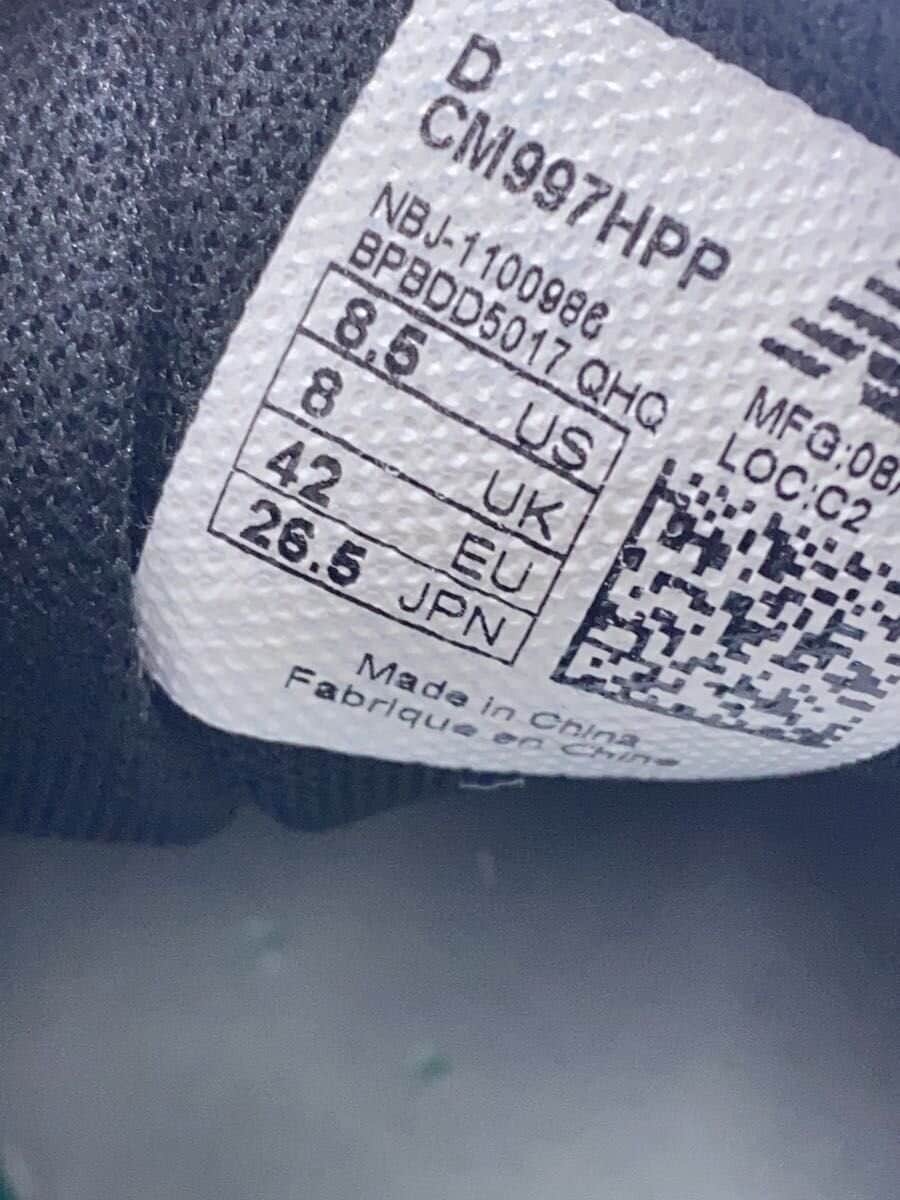 D
CM997HPP
NBJ-1100986
BPBDD5017 QHQ
8.5 US
8 UK
42 EU
26.5 JPN
MFG:08/
LOC:C2
Made in China
Fabrique en Chine